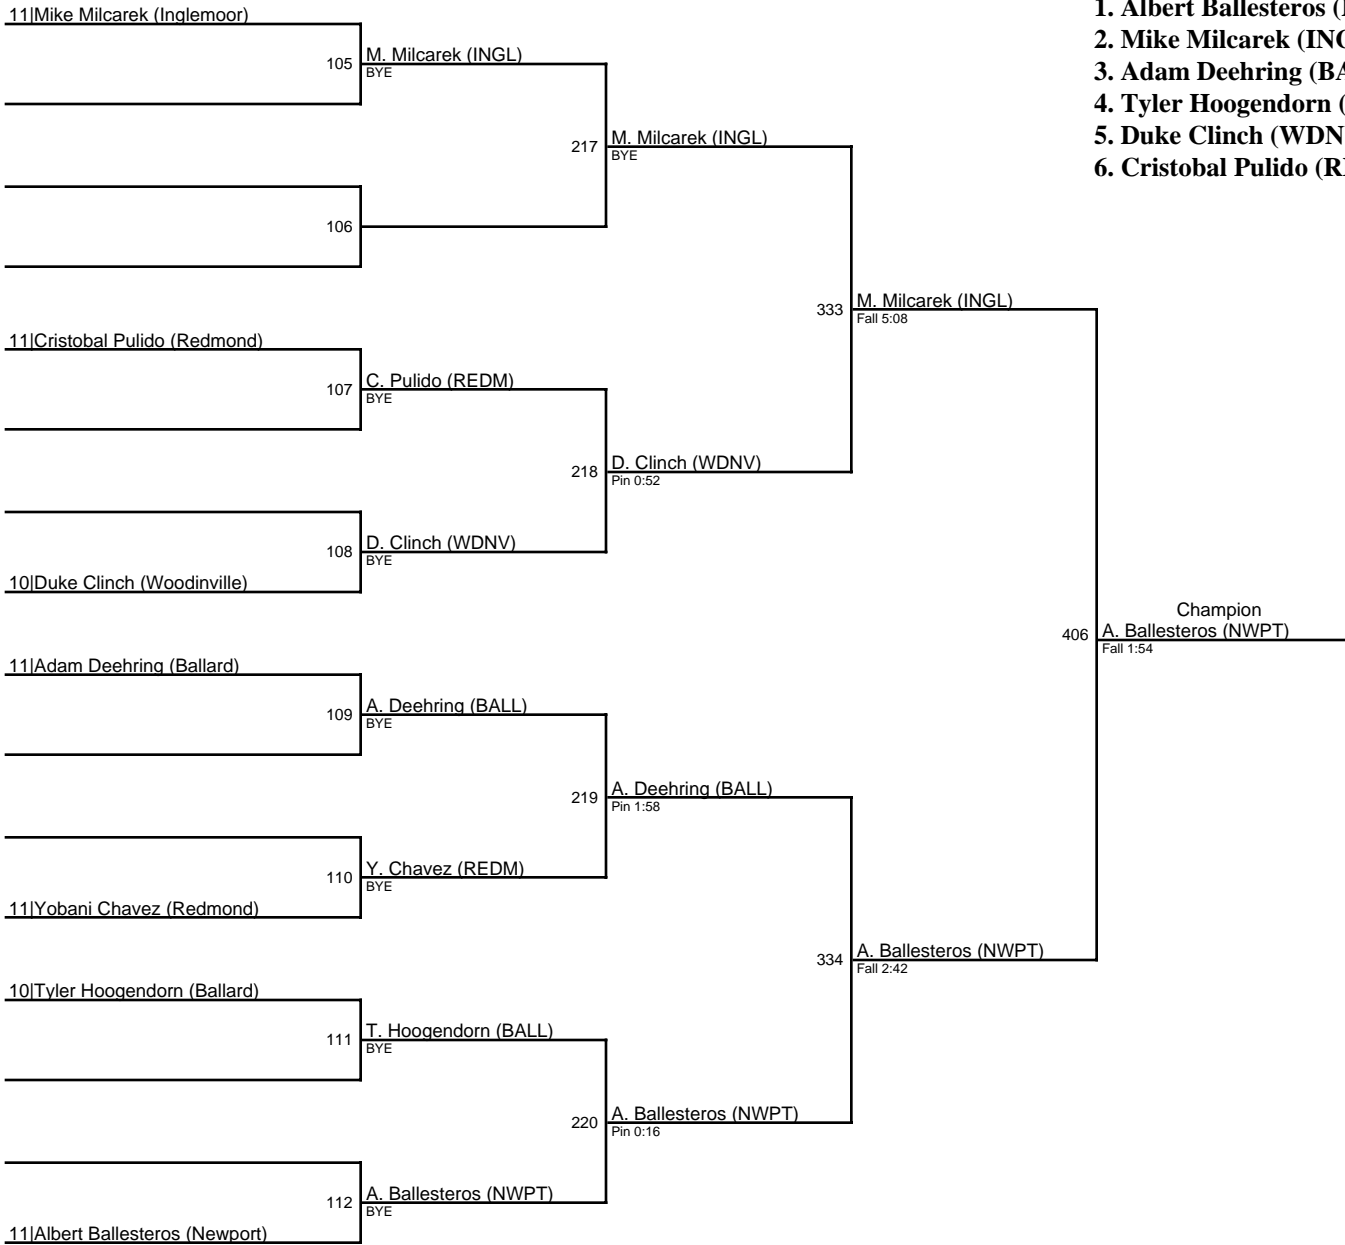 11|Mike Milcarek (Inglemoor)
105
M. Milcarek (INGL)
BYE
217
M. Milcarek (INGL)
BYE
106
333
M. Milcarek (INGL)
Fall 5:08
11|Cristobal Pulido (Redmond)
107
C. Pulido (REDM)
BYE
218
D. Clinch (WDNV)
Pin 0:52
108
D. Clinch (WDNV)
BYE
10|Duke Clinch (Woodinville)
406
Champion
A. Ballesteros (NWPT)
Fall 1:54
11|Adam Deehring (Ballard)
109
A. Deehring (BALL)
BYE
219
A. Deehring (BALL)
Pin 1:58
110
Y. Chavez (REDM)
BYE
11|Yobani Chavez (Redmond)
334
A. Ballesteros (NWPT)
Fall 2:42
10|Tyler Hoogendorn (Ballard)
111
T. Hoogendorn (BALL)
BYE
220
A. Ballesteros (NWPT)
Pin 0:16
112
A. Ballesteros (NWPT)
BYE
11|Albert Ballesteros (Newport)
1. Albert Ballesteros (
2. Mike Milcarek (ING
3. Adam Deehring (BA
4. Tyler Hoogendorn (
5. Duke Clinch (WDN
6. Cristobal Pulido (R